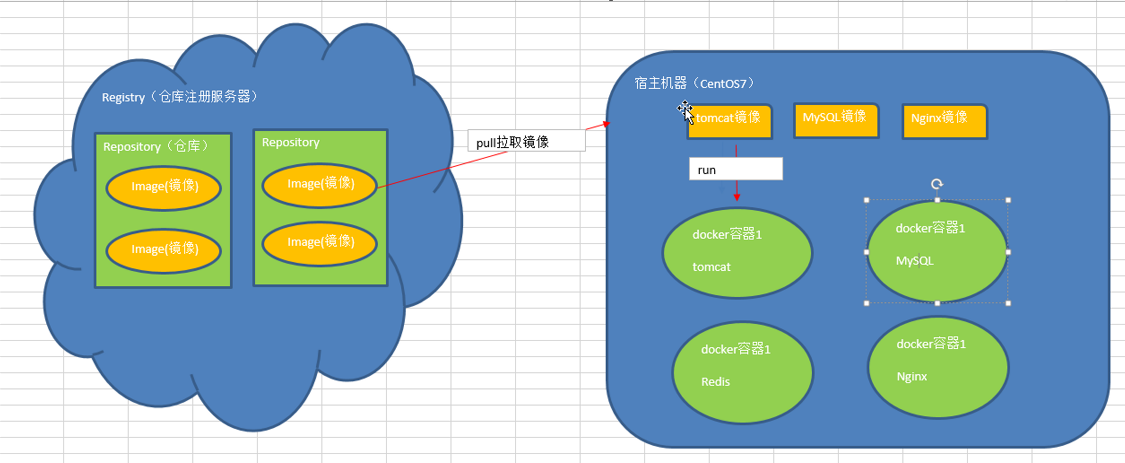 Registry（仓库注册服务器）
Repository（仓库）
Image(镜像)
Image(镜像)
Repository
Image(镜像)
Image(镜像)
pull拉取镜像
宿主机器（CentOS7）
tomcat镜像
MySQL镜像
Nginx镜像
run
docker容器1
tomcat
docker容器1
MySQL
docker容器1
Redis
docker容器1
Nginx